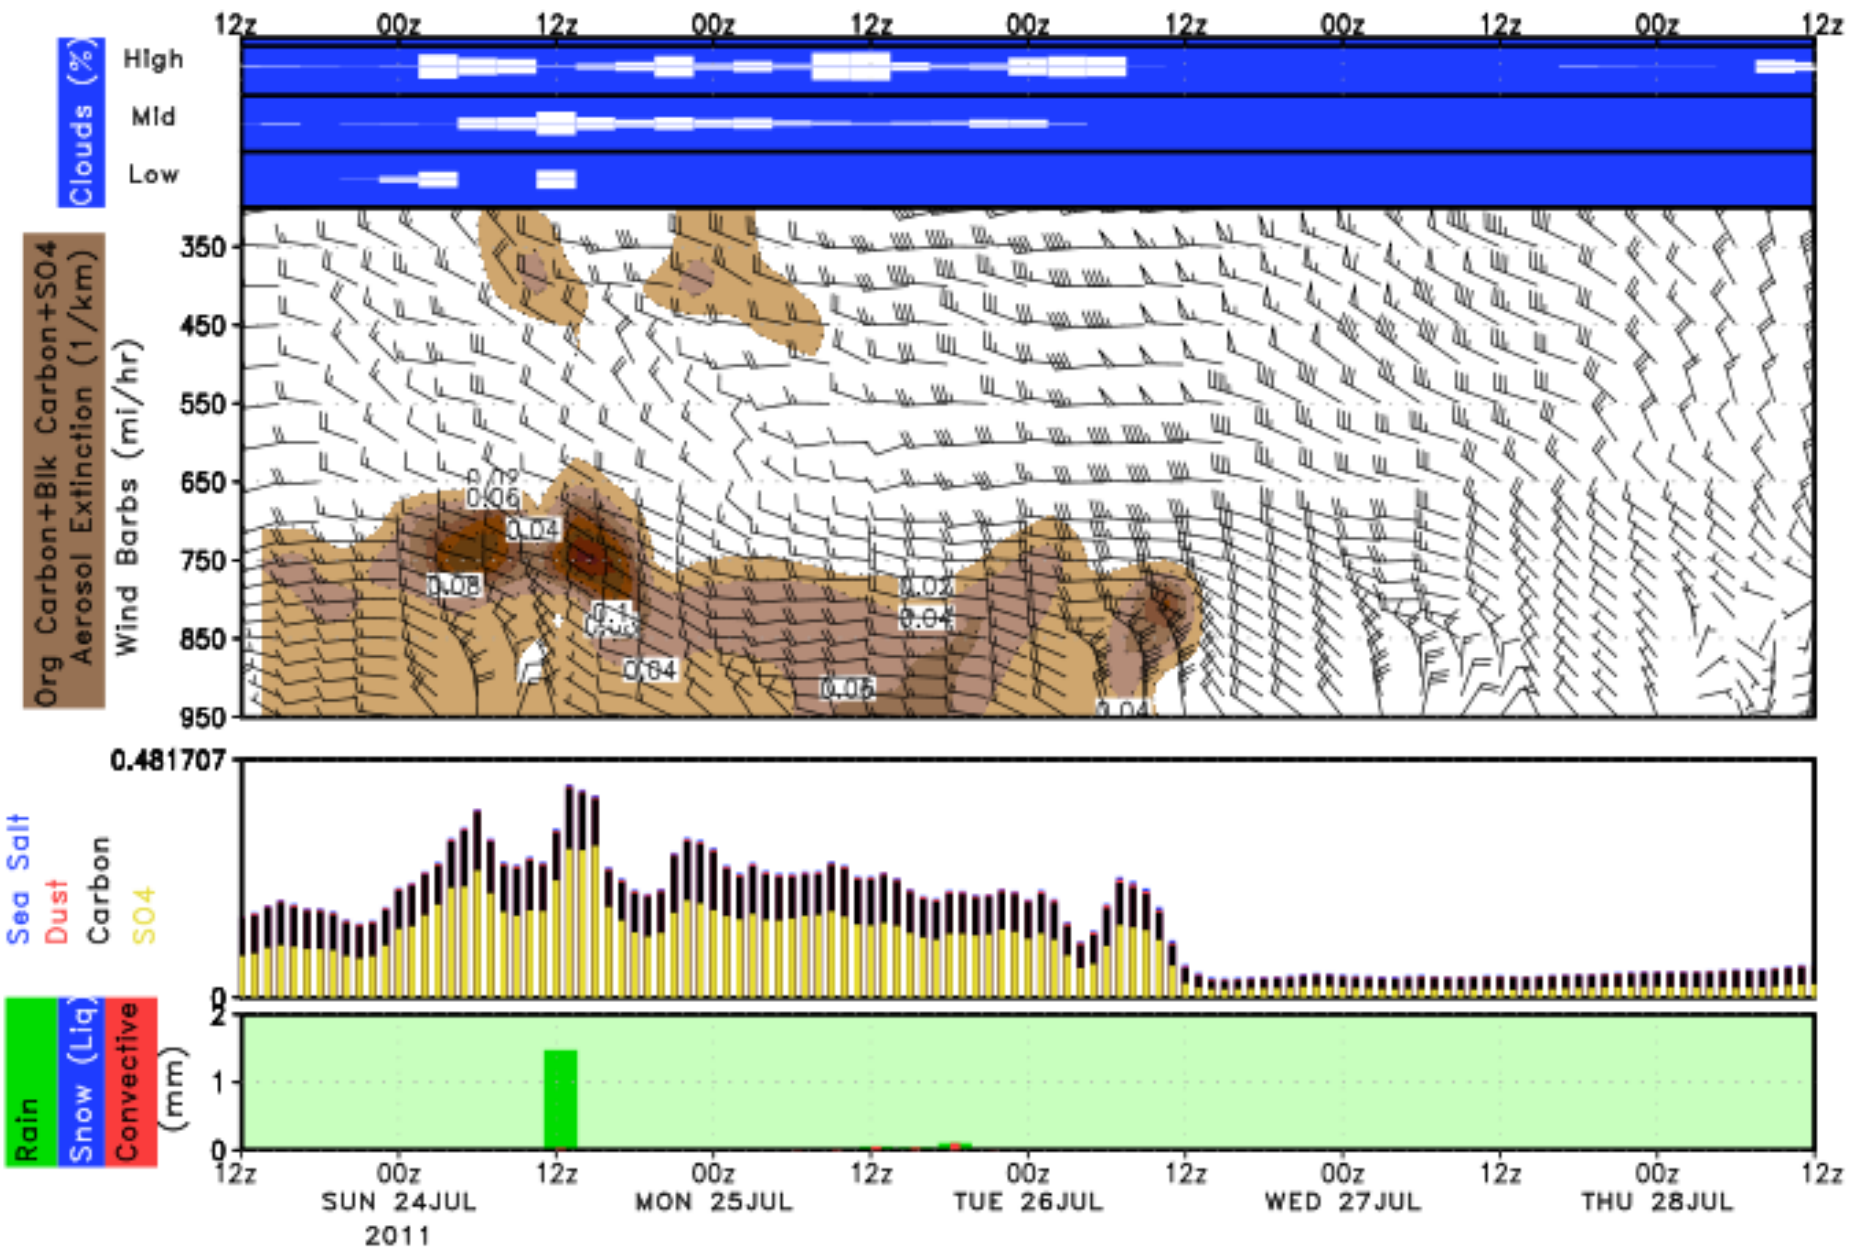 12z 00z 12z 00z 12z 00z 12z 00z 12z 00z 12z
Clouds (%)
High
Mid
Low
Org Carbon+Blk Carbon+SO4
Aerosol Extinction (1/km)
Wind Barbs (mi/hr)
350
450
550
650
750
850
950
0.06
0.04
0.08
0.02
0.04
0.1
0.04
0.06
0.04
0.481707
0
Sea Salt
Dust
Carbon
SO4
2
1
0
Rain
Snow (Liq)
Convective
(mm)
12z 00z 12z 00z 12z 00z 12z 00z 12z 00z 12z
SUN 24JUL MON 25JUL TUE 26JUL WED 27JUL THU 28JUL
2011